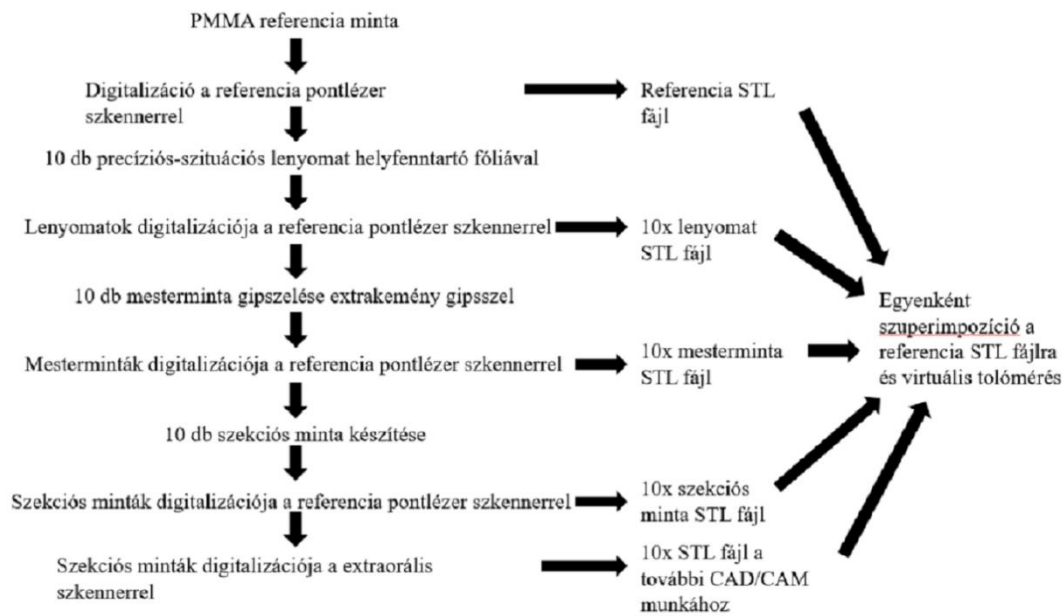 PMMA referencia minta
Digitalizáció a referencia pontlézer
szkennerrel
Referencia STL
fájl
10 db precíziós-szituációs lenyomat helyfenntartó fóliával
Lenyomatok digitalizációja a referencia pontlézer szkennerrel
10x lenyomat
STL fájl
10 db mesterminta gipszelése extrakemény gipsszel
Mesterminták digitalizációja a referencia pontlézer szkennerrel
10x mesterminta
STL fájl
10 db szekciós minta készítése
Szekciós minták digitalizációja a referencia pontlézer szkennerrel
10x szekciós
minta STL fájl
Szekciós minták digitalizációja a extraorális
szkennerrel
10x STL fájl a
további CAD/CAM
munkához
Egyenként
szuperimpozíció a
referencia STL fájlra
és virtuális tolómérés